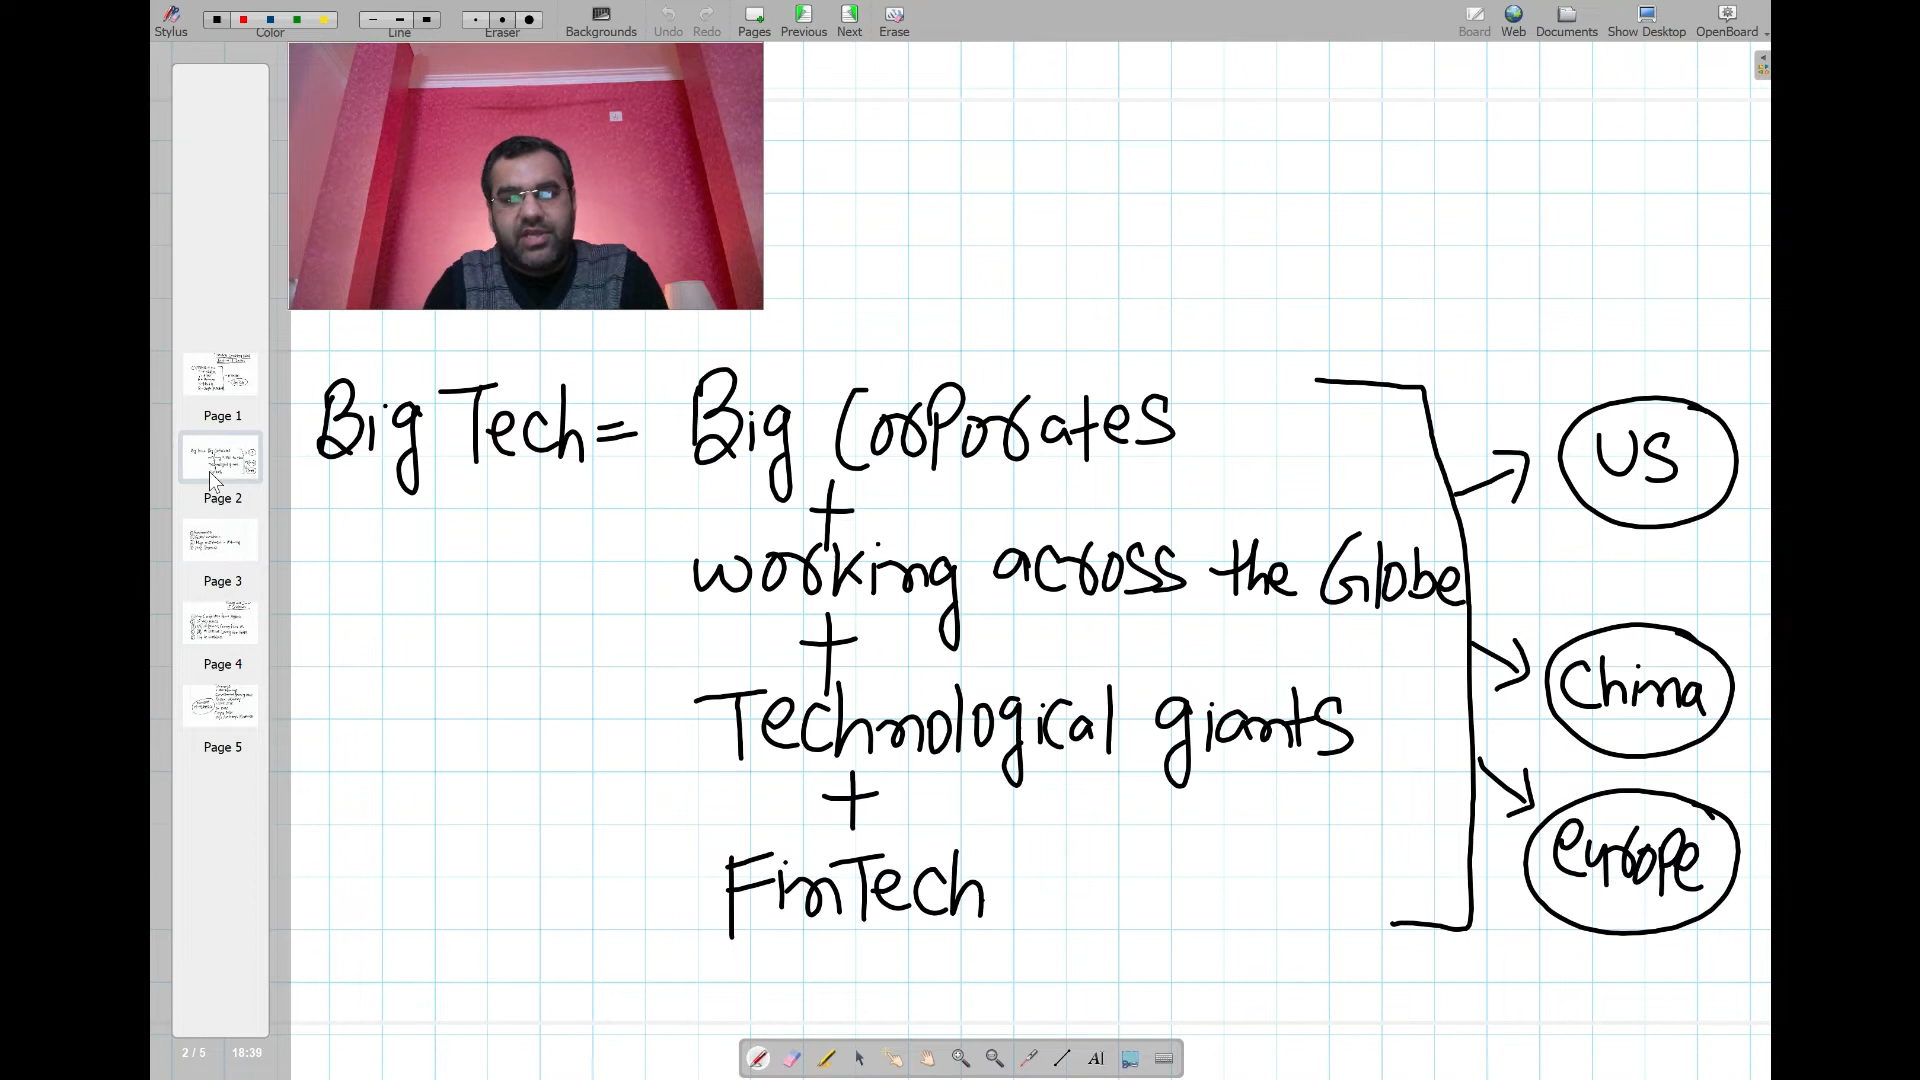 Stylus
Color
Line
Eraser
Backgrounds
Undo
Redo
Pages
Previous
Next
Erase
Board
Web
Documents
Show Desktop
OpenBoard
Page 1
Page 2
Page 3
Page 4
Page 5
2 / 5 18:39
Big Tech = Big Corporates
+
working across the Globe
+
Technological giants
+
FinTech
US
China
Europe